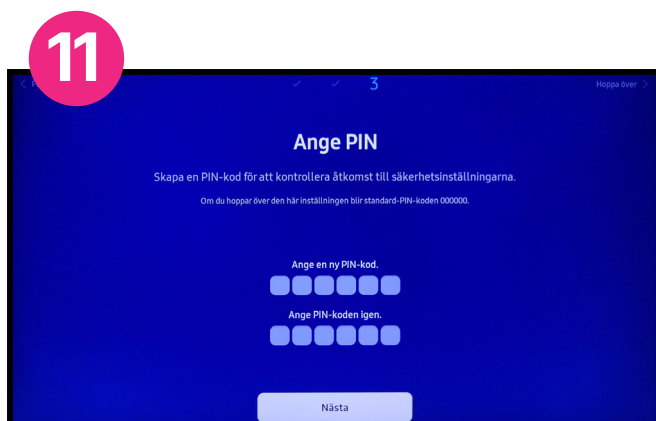 11
3
Hoppa över
Ange PIN
Skapa en PIN-kod för att kontrollera åtkomst till säkerhetsinställningarna.
Om du hoppar över den här inställningen blir standard-PIN-koden 000000.
Ange en ny PIN-kod.
Ange PIN-koden igen.
Nästa